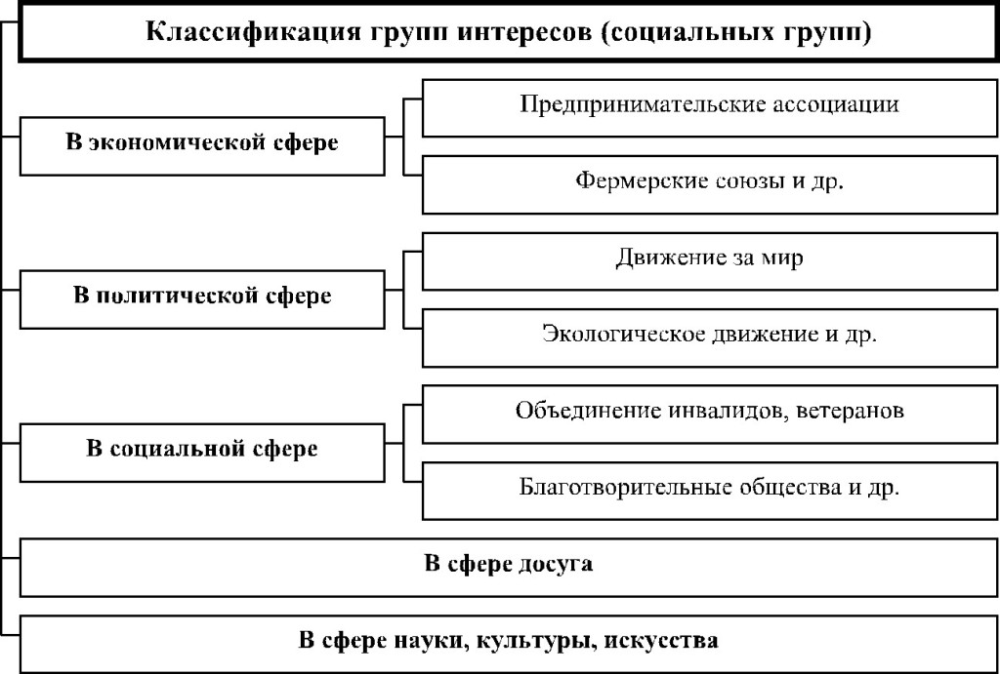 Классификация групп интересов (социальных групп)
В экономической сфере
Предпринимательские ассоциации
Фермерские союзы и др.
В политической сфере
Движение за мир
Экологическое движение и др.
В социальной сфере
Объединение инвалидов, ветеранов
Благотворительные общества и др.
В сфере досуга
В сфере науки, культуры, искусства